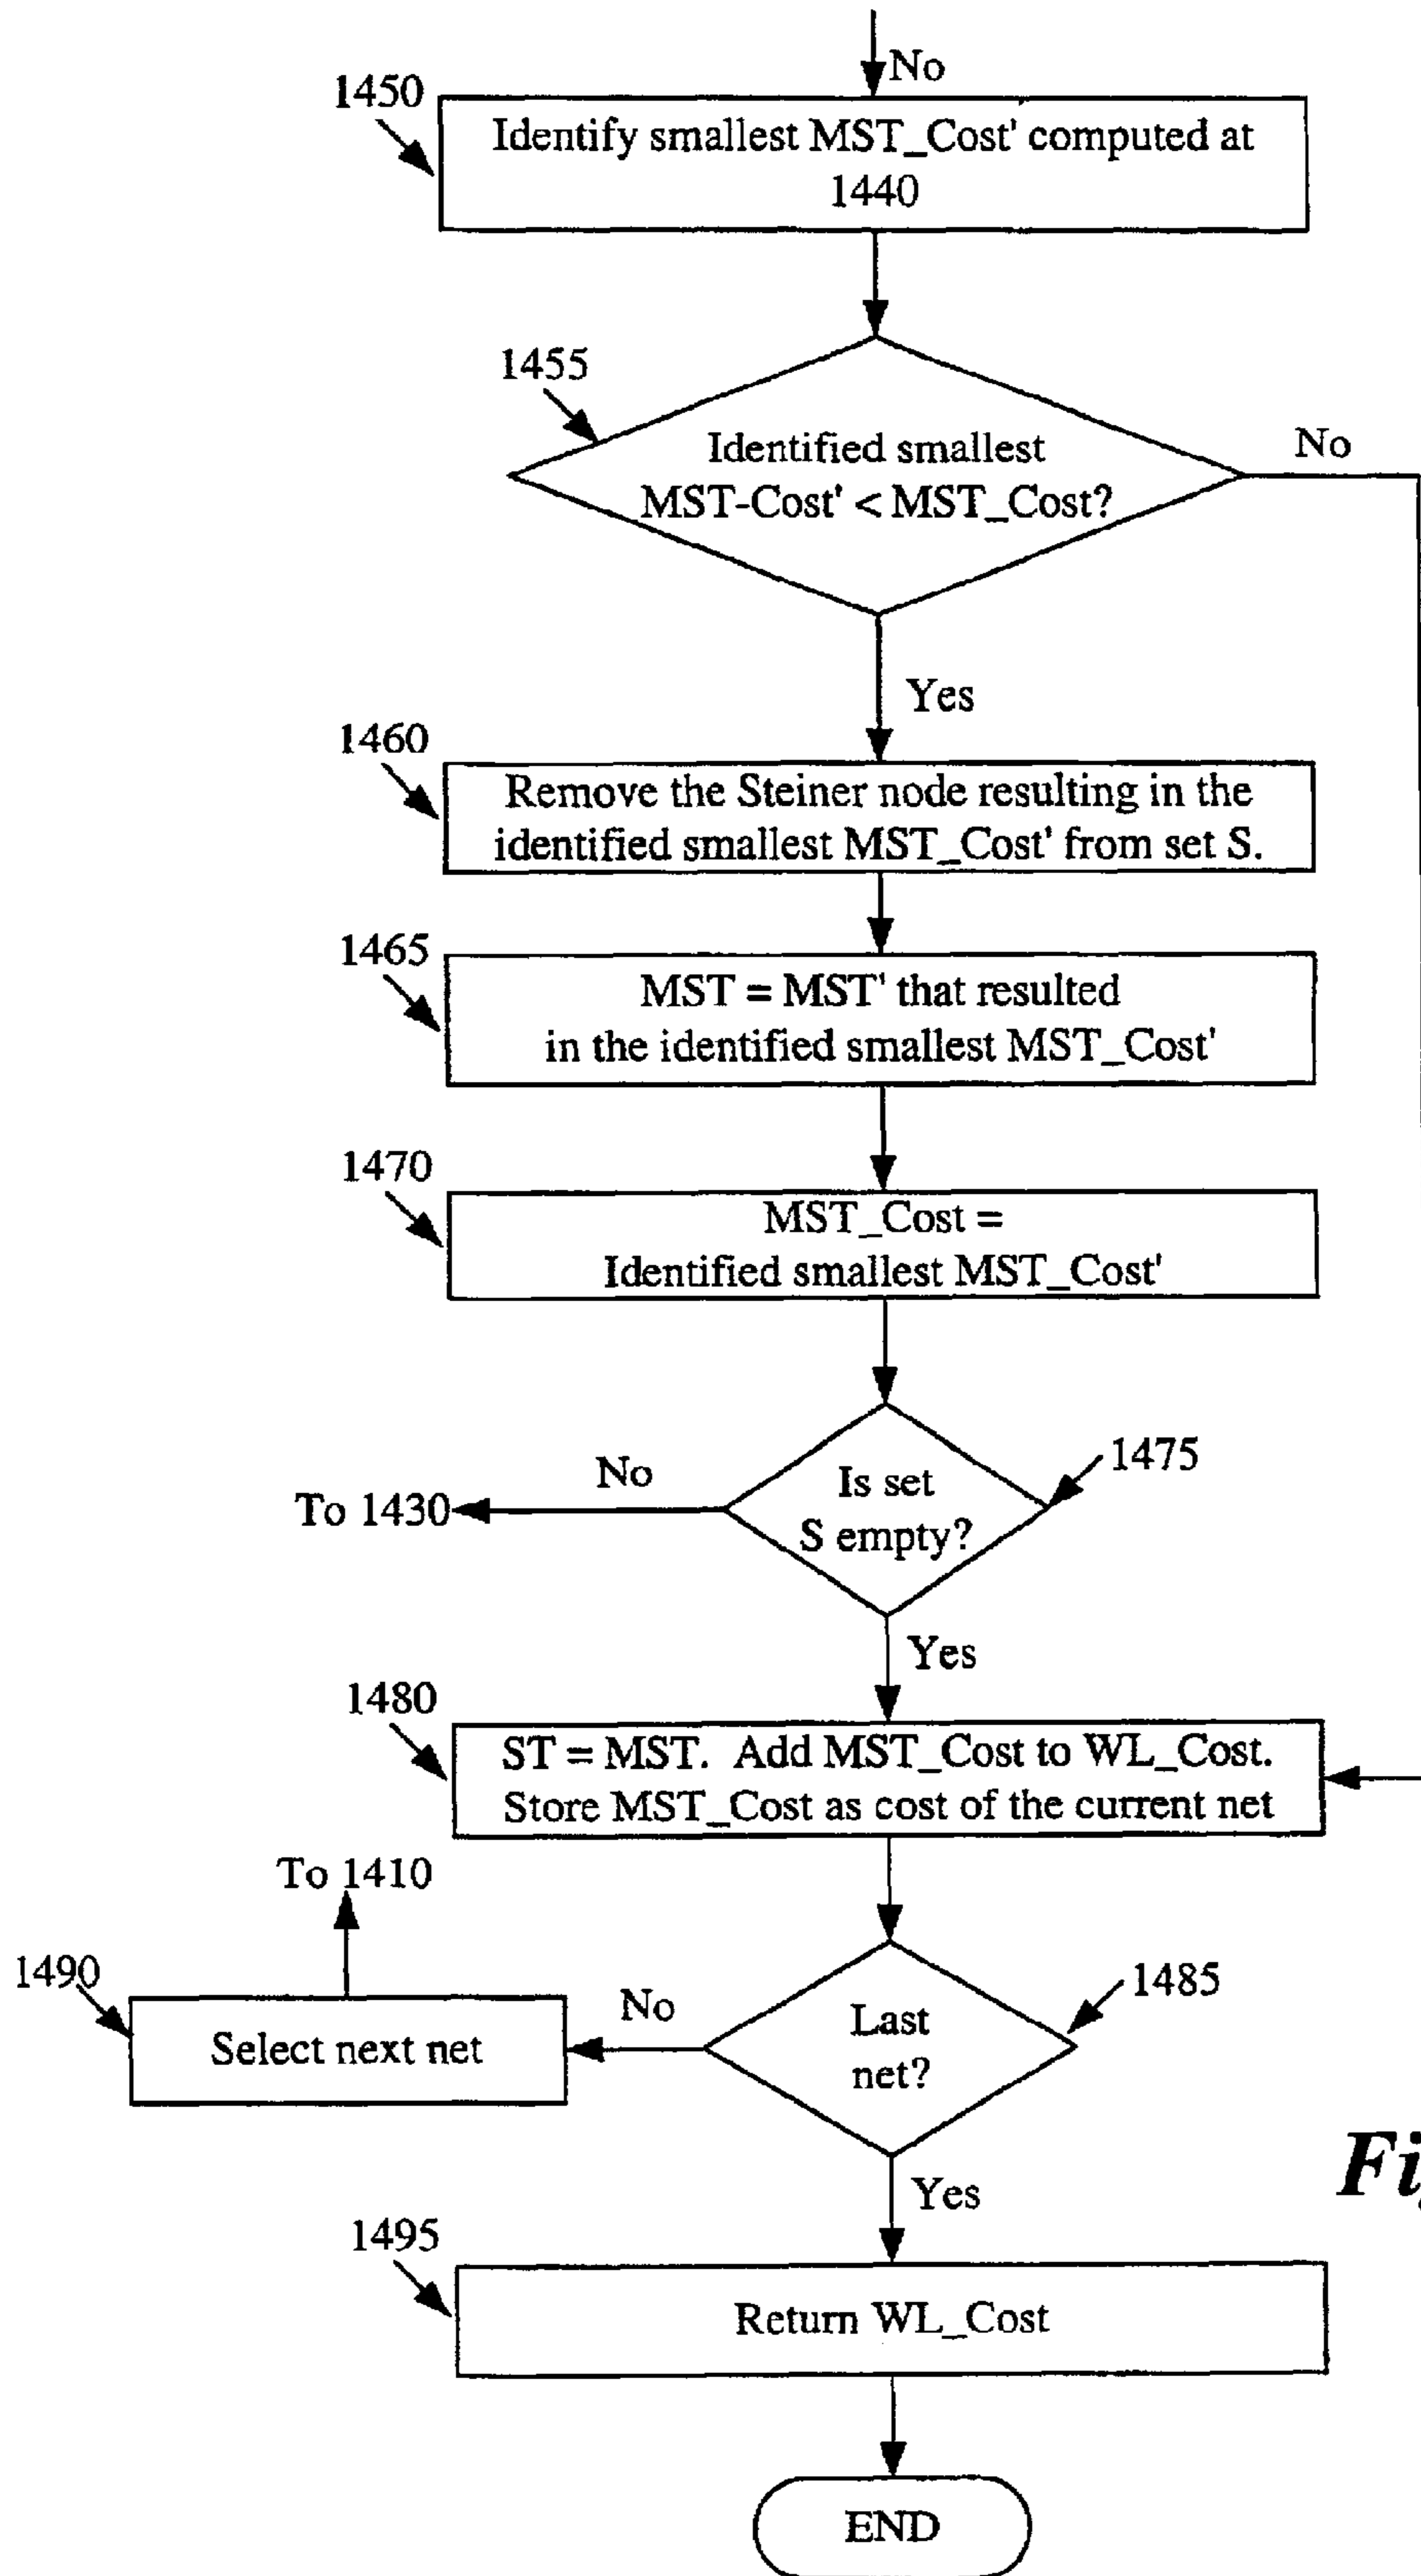 No
1450
Identify smallest MST_Cost' computed at
1440
1455
Identified smallest
MST-Cost' < MST_Cost?
No
Yes
1460
Remove the Steiner node resulting in the
identified smallest MST_Cost' from set S.
1465
MST = MST' that resulted
in the identified smallest MST_Cost'
1470
MST_Cost =
Identified smallest MST_Cost'
1475
Is set
S empty?
No
To 1430
Yes
1480
ST = MST. Add MST_Cost to WL_Cost.
Store MST_Cost as cost of the current net
To 1410
1490
Select next net
No
1485
Last
net?
Yes
1495
Return WL_Cost
END